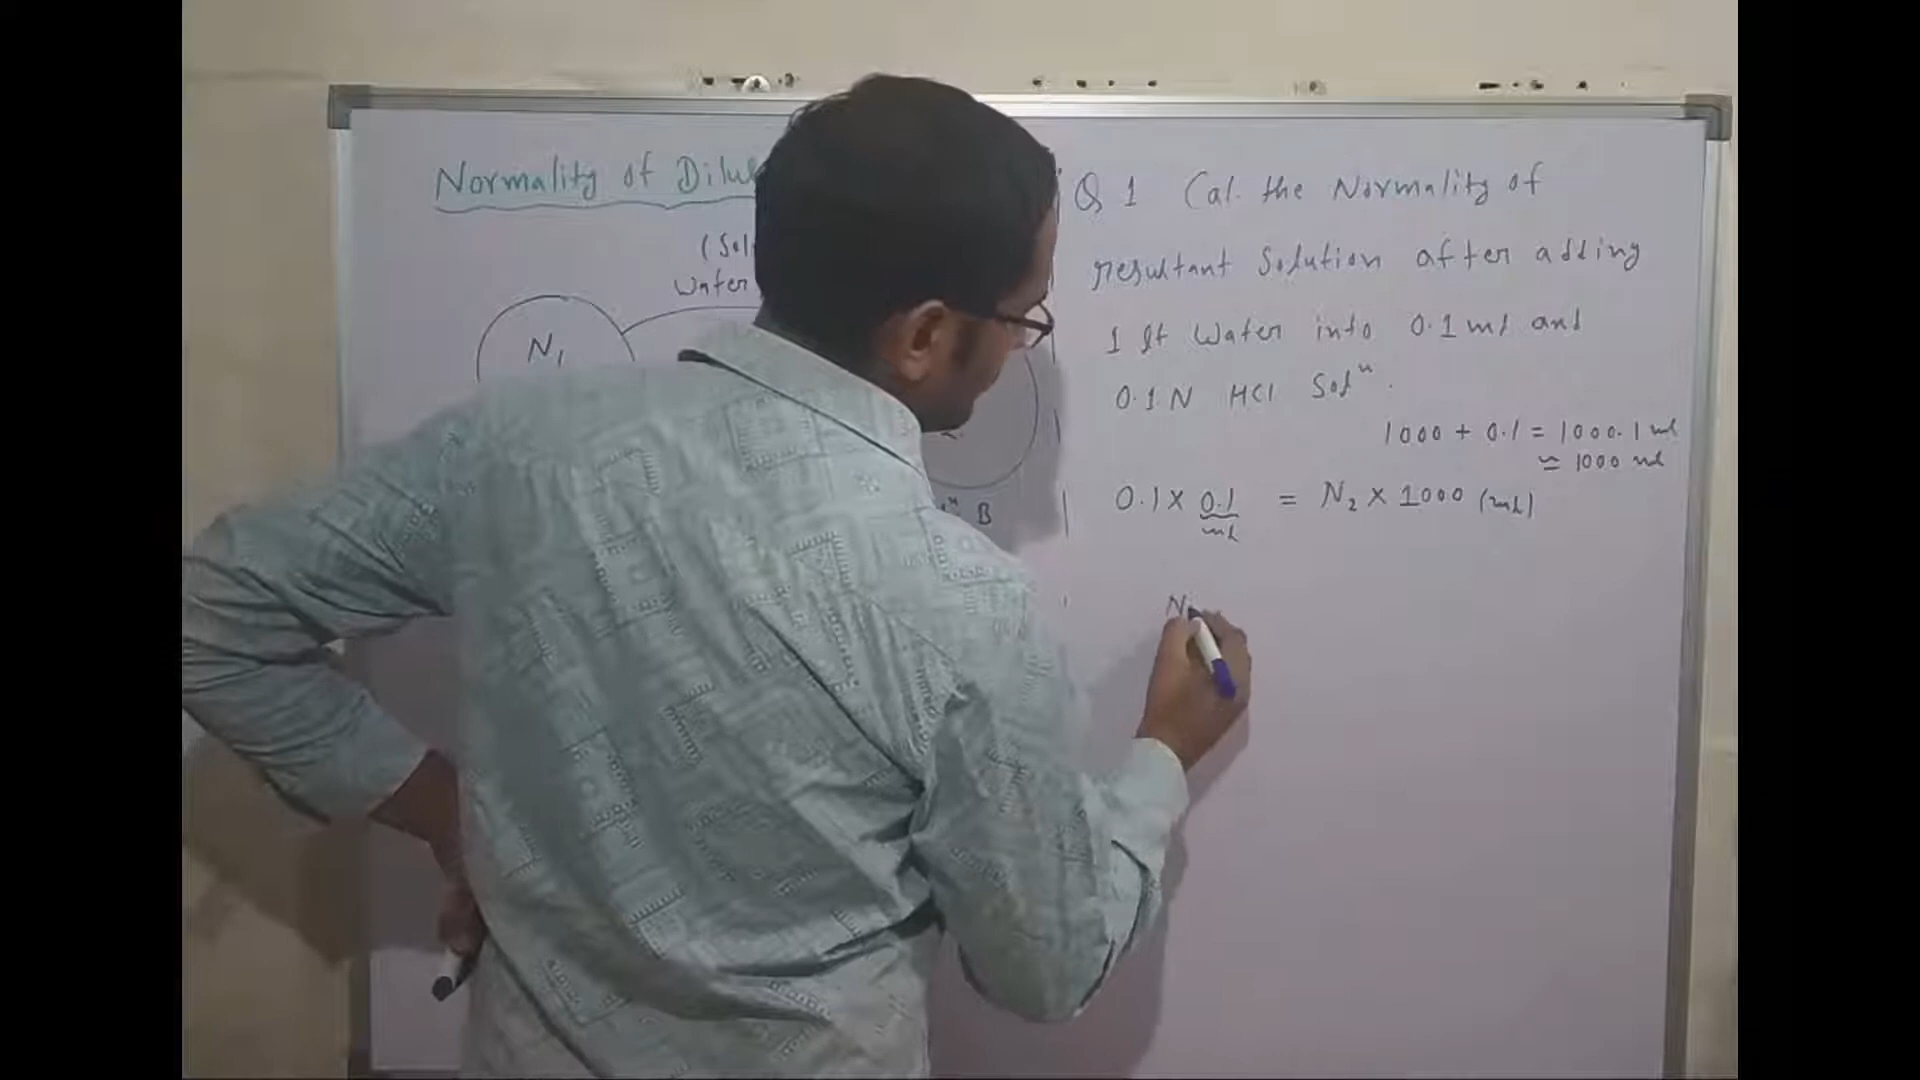 Normality of
Water
N1
B
Q 1 Cal. the Normality of
resultant Solution after adding
1 lt Water into 0.1 ml and
0.1 N HCl Solⁿ.
1000 + 0.1 = 1000.1 ml
≃ 1000 ml
0.1 × 0.1 = N₂ × 1000 (ml)
ml
N